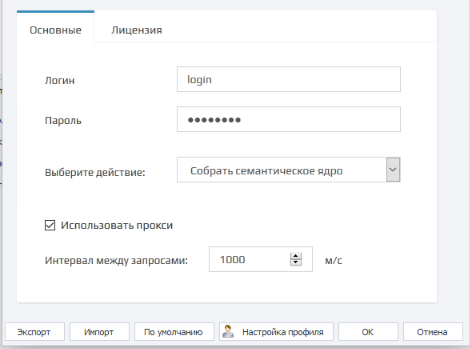 Основные Лицензия
Логин login
Пароль ●●●●●●●●
Выберите действие: Собрать семантическое ядро
Использовать прокси
Интервал между запросами: 1000 м/с
Экспорт Импорт По умолчанию Настройка профиля ОК Отмена